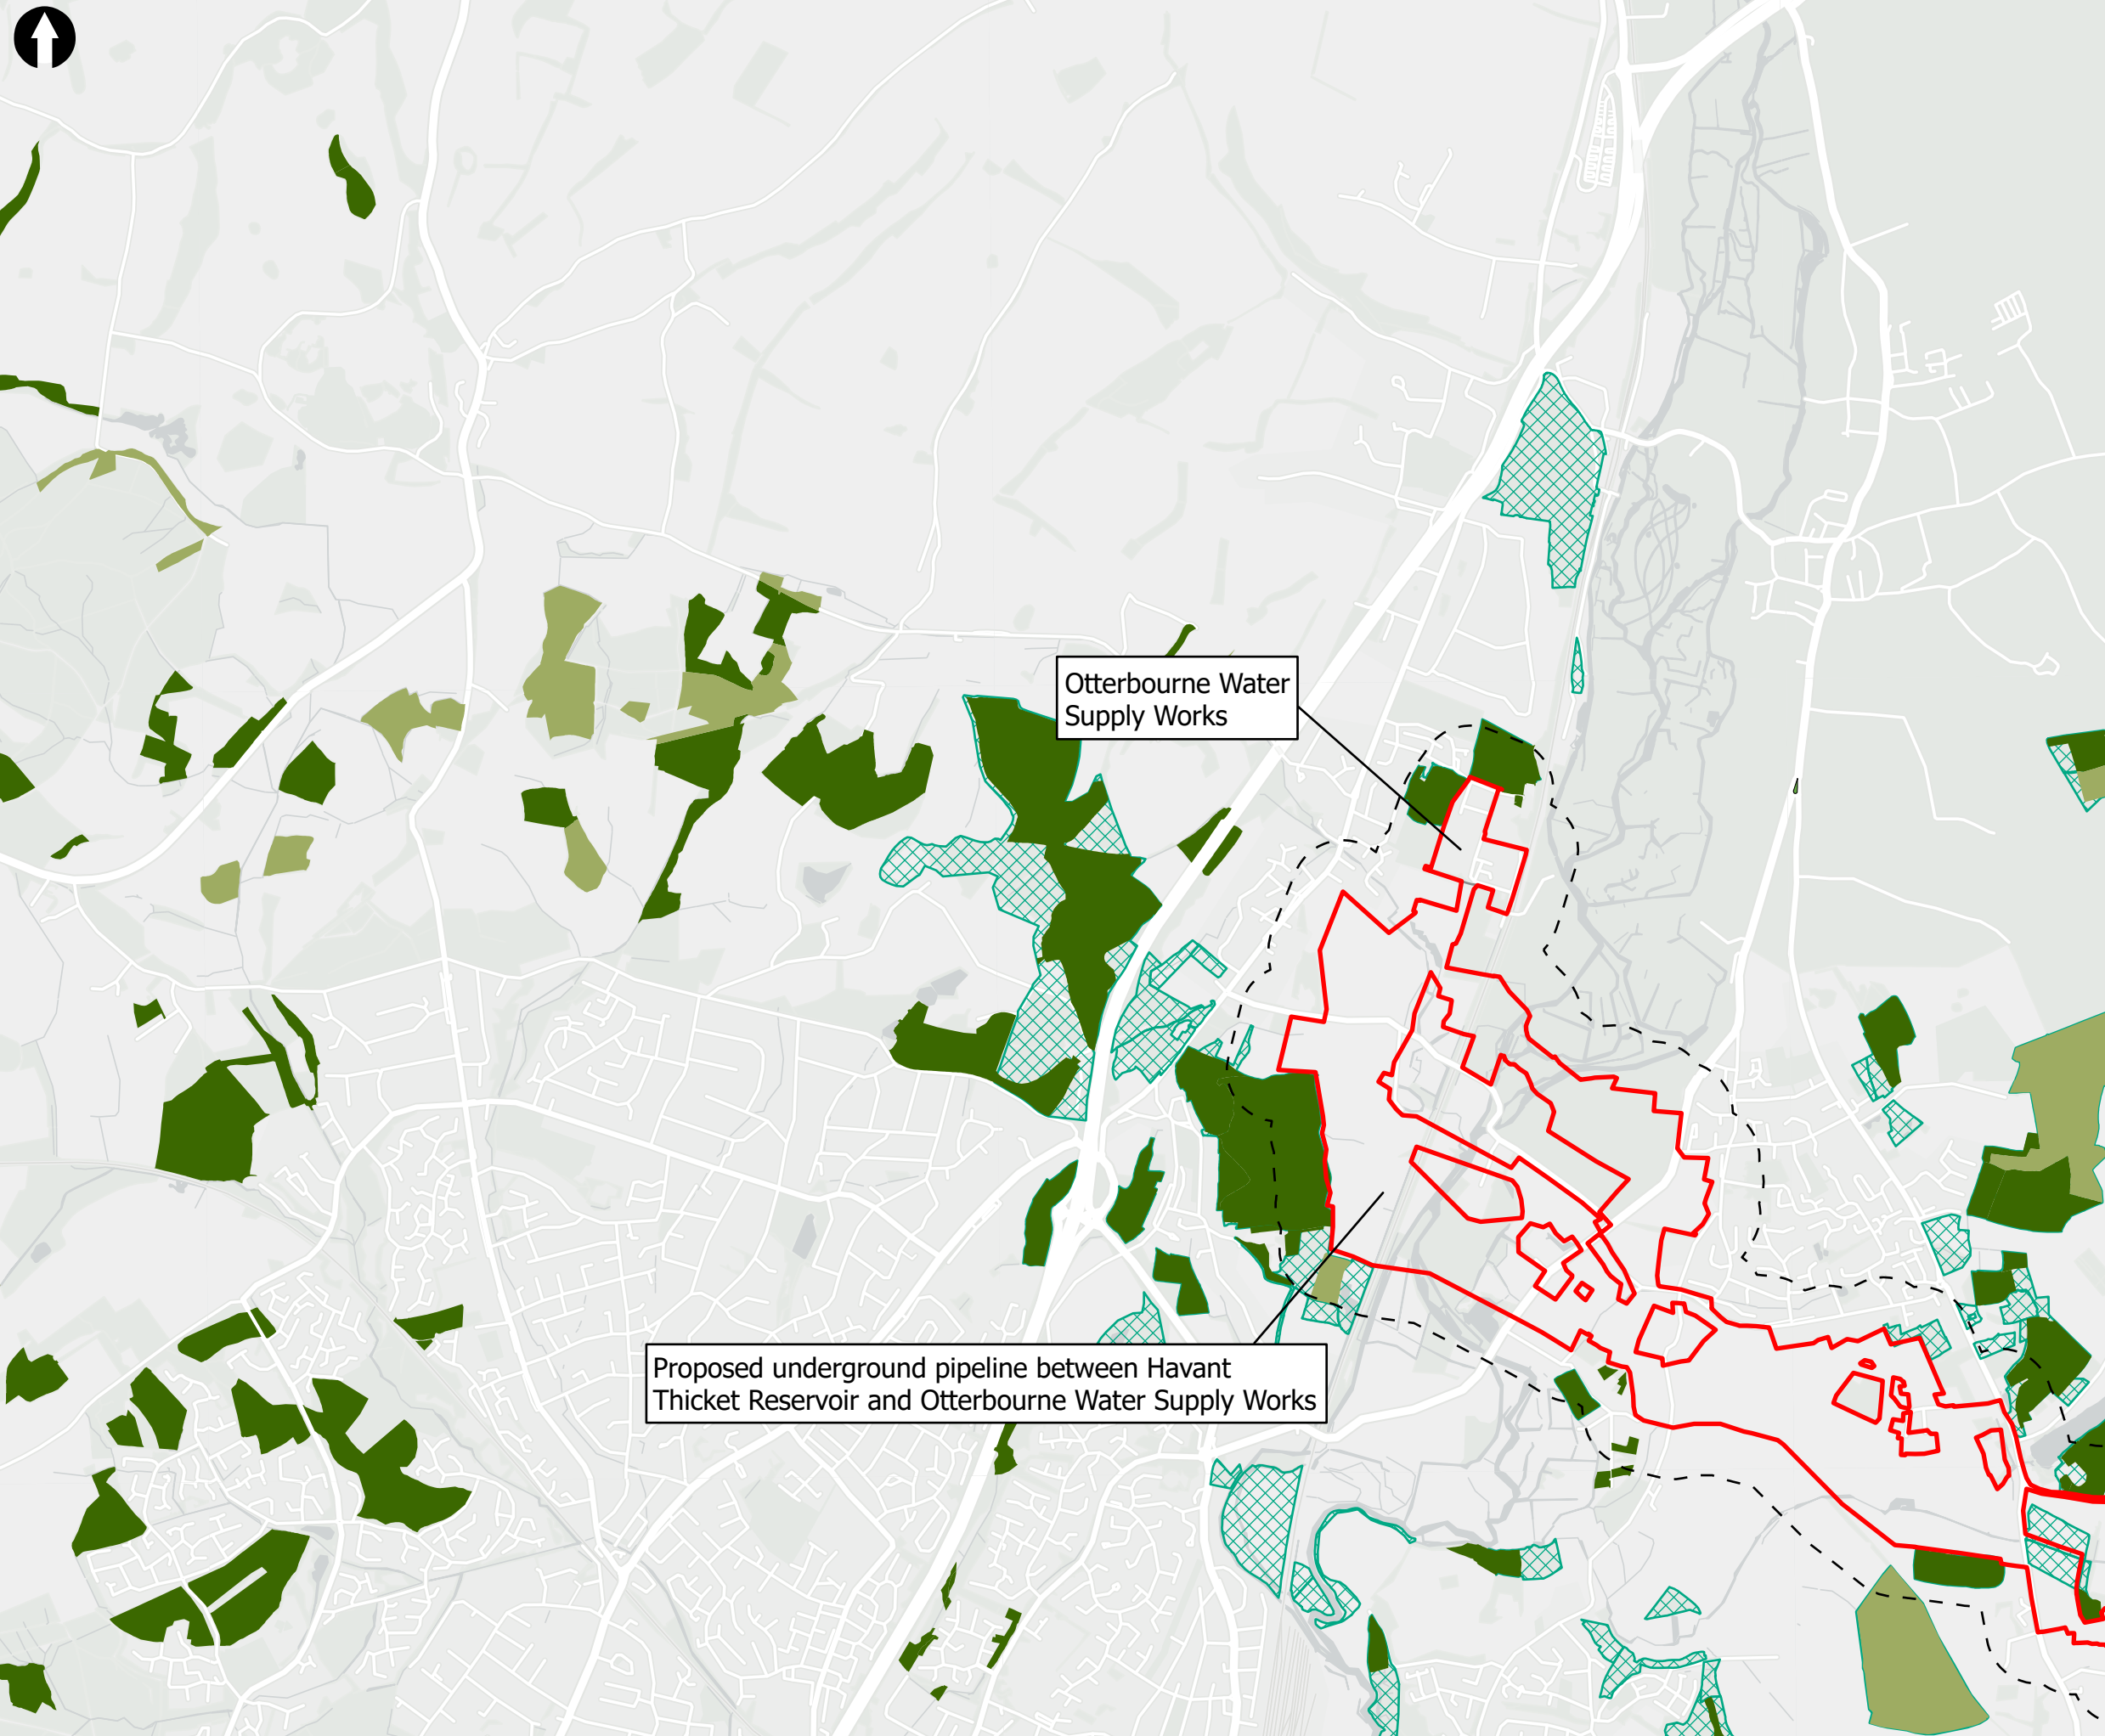 Otterbourne Water
Supply Works
Proposed underground pipeline between Havant
Thicket Reservoir and Otterbourne Water Supply Works